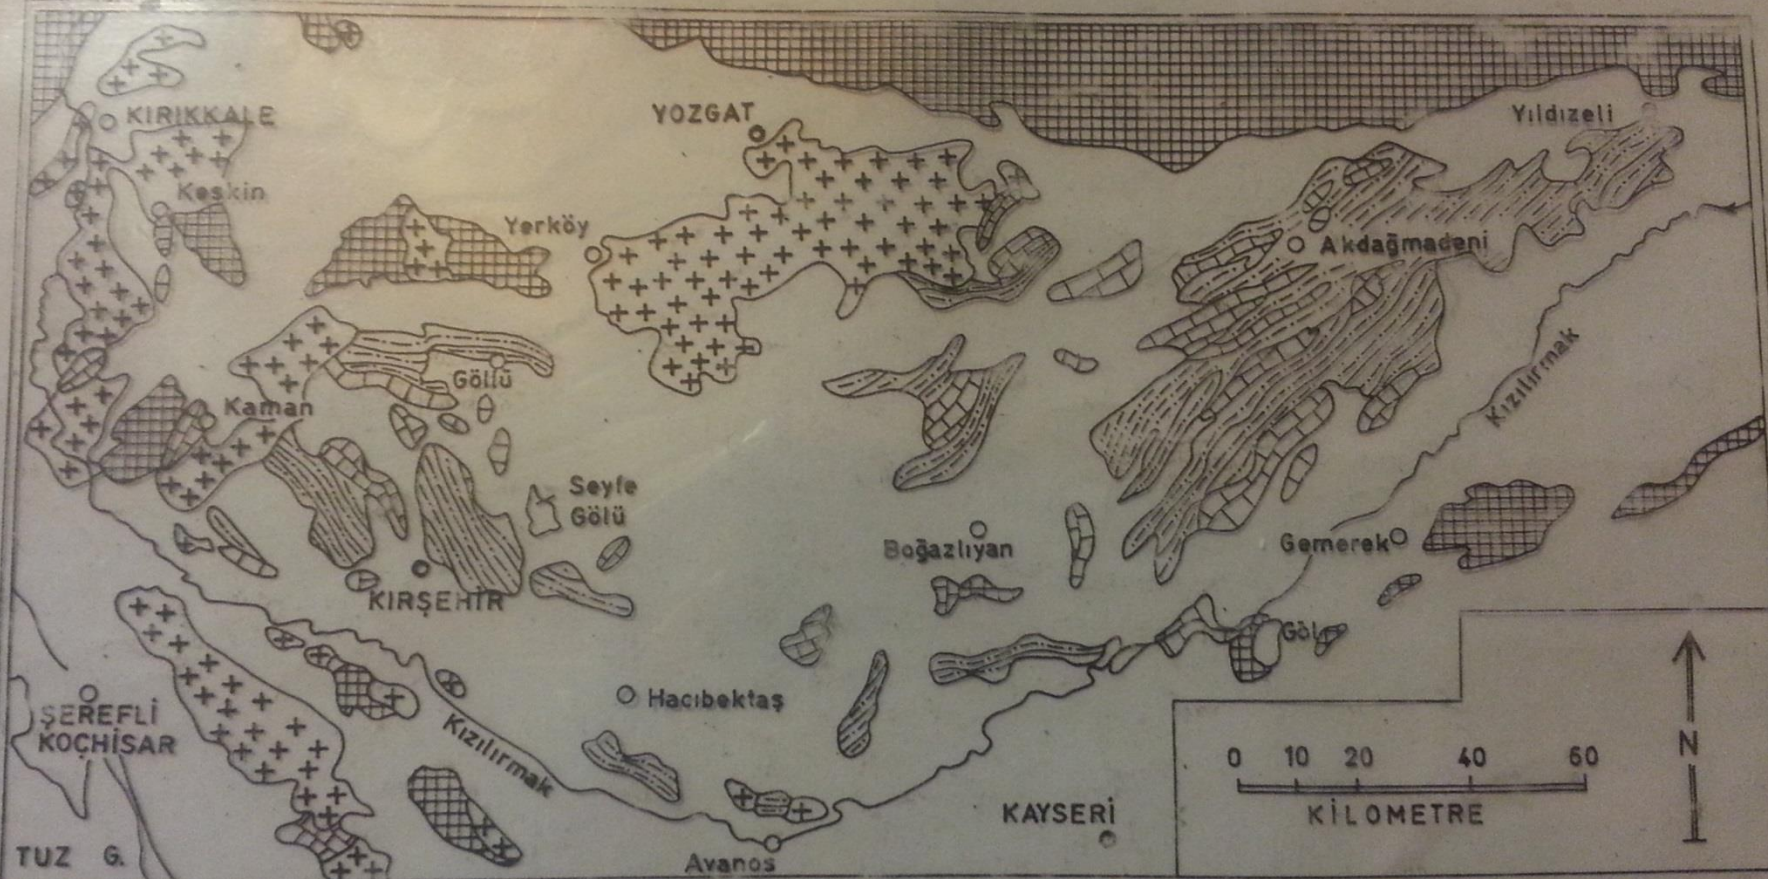 KIRIKKALE
YOZGAT
Yıldızeli
Keskin
Yerköy
Akdağmadeni
Göllü
Kaman
Kızılırmak
Seyfe
Gölü
Boğazlıyan
Gemerek
KIRŞEHİR
Göl
ŞEREFLİ
KOÇHİSAR
Hacıbektaş
Kızılırmak
0 10 20 40 60
KİLOMETRE
N
KAYSERİ
Avanos
TUZ G.